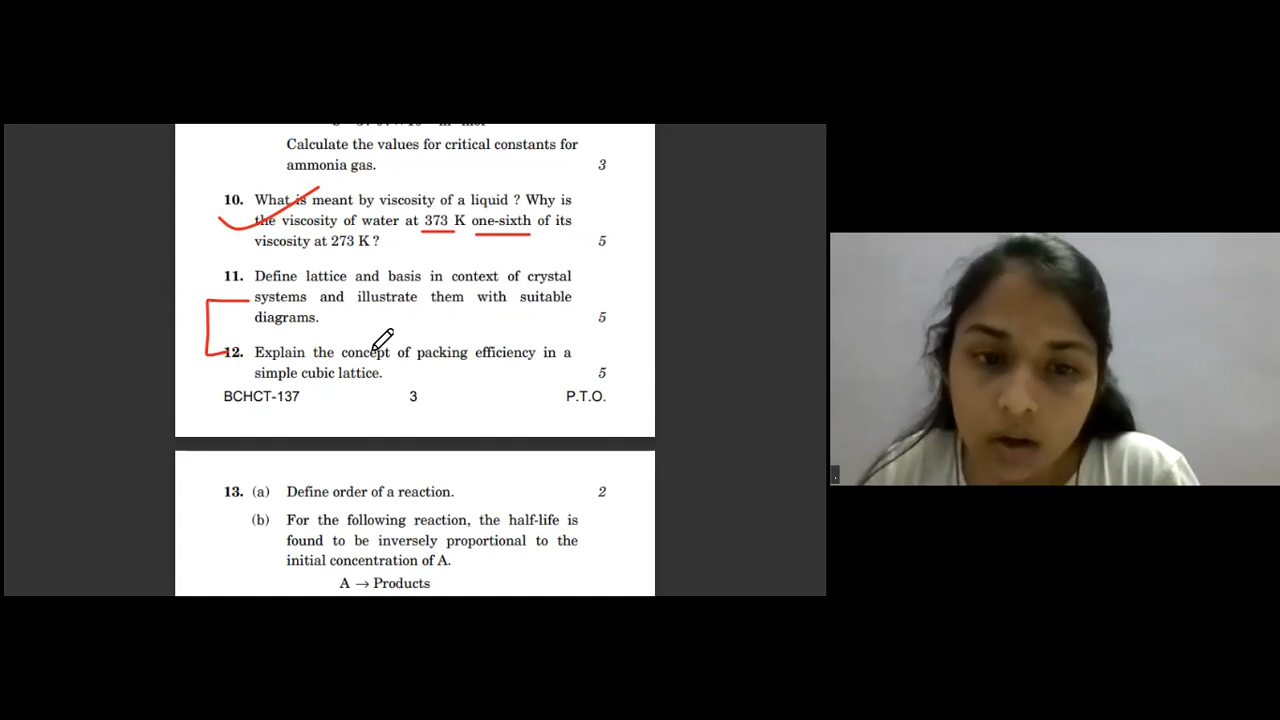 Calculate the values for critical constants for
ammonia gas. 3
10. What is meant by viscosity of a liquid ? Why is
the viscosity of water at 373 K one-sixth of its
viscosity at 273 K ? 5
11. Define lattice and basis in context of crystal
systems and illustrate them with suitable
diagrams. 5
12. Explain the concept of packing efficiency in a
simple cubic lattice. 5
BCHCT-137 3 P.T.O.
13. (a) Define order of a reaction. 2
(b) For the following reaction, the half-life is
found to be inversely proportional to the
initial concentration of A.
A → Products